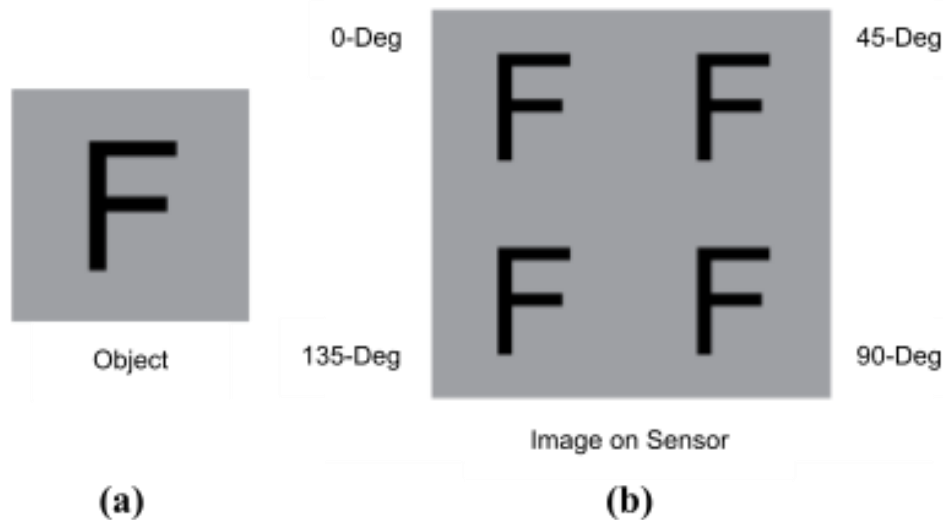 0-Deg
45-Deg
F
F F
F F
135-Deg
90-Deg
Object
Image on Sensor
(a)
(b)